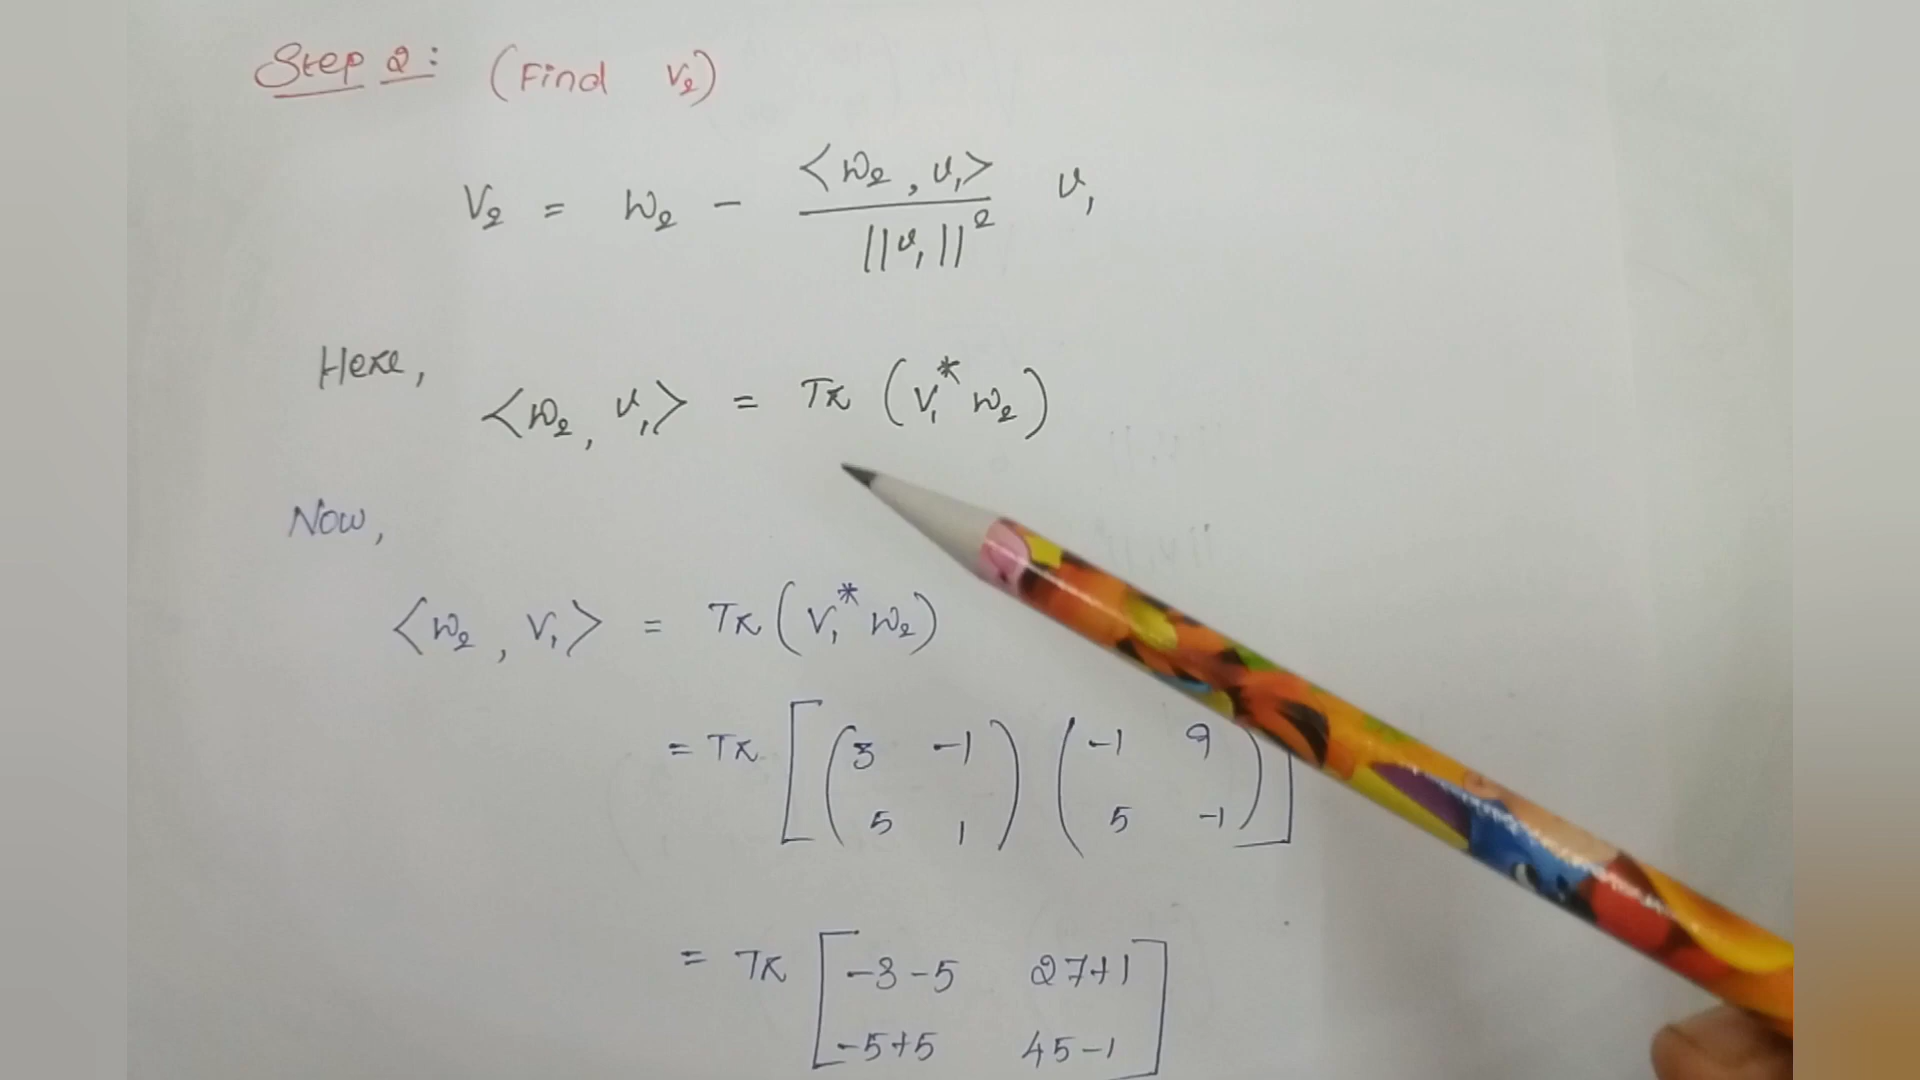 Step 2: (Find V₂)
V₂ = w₂ - <w₂, v₁> / ||v₁||² v₁
Here,
<w₂, v₁> = Tr (V₁* w₂)
Now,
<w₂, V₁> = Tr (V₁* w₂)
= Tr [(3 -1) (-1 9)]
(5 1) (5 -1)
= Tr [-3-5 27+1]
[-5+5 45-1]